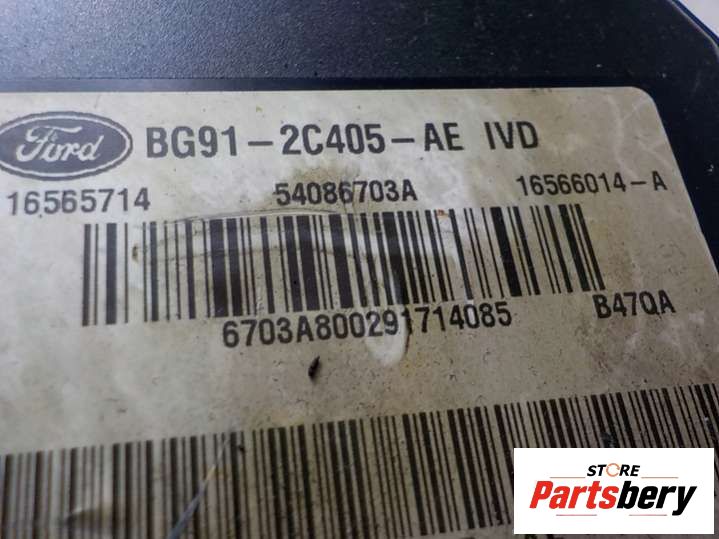 Ford BG91-2C405-AE IVD
16565714 54086703A 16566014-A
6703A800291714085 B47QA
STORE
Partsbery